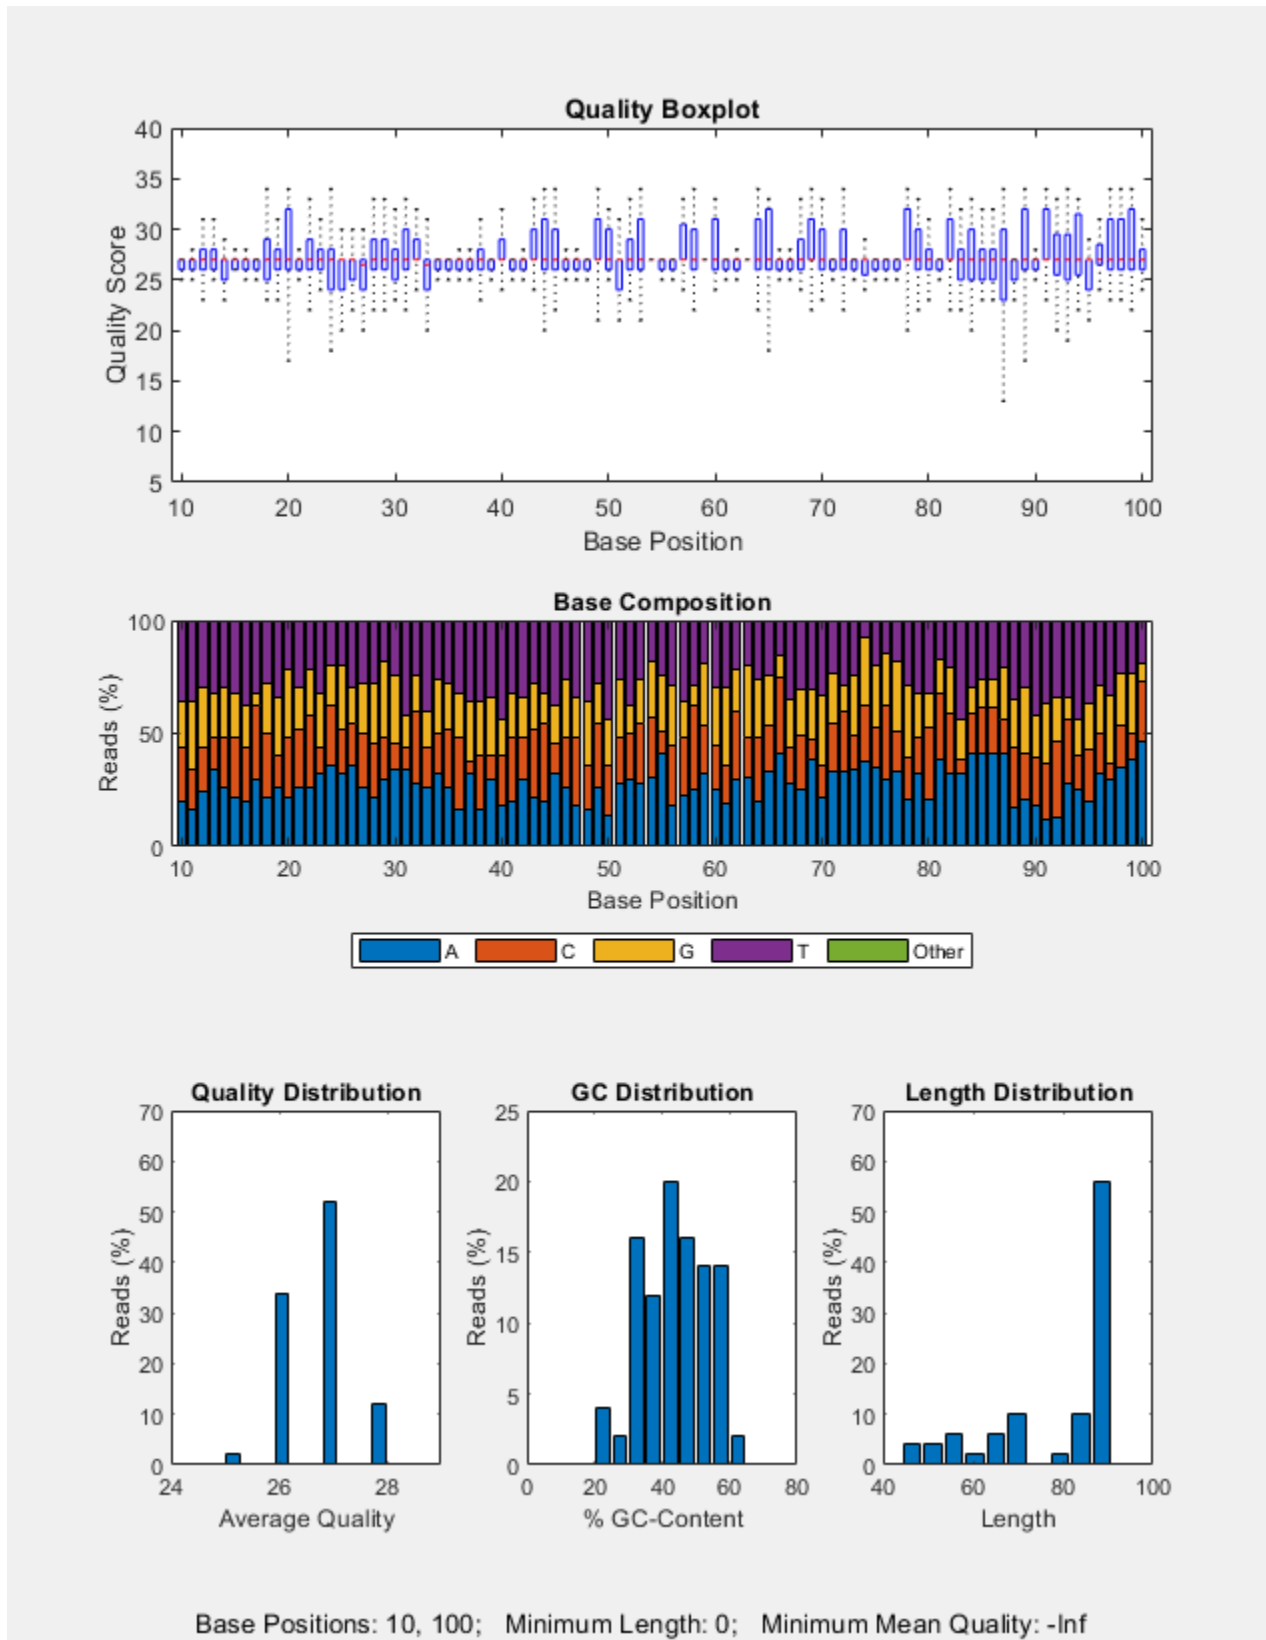 Quality Boxplot
40
35
30
25
20
15
10
5
Quality Score
10 20 30 40 50 60 70 80 90 100
Base Position
Base Composition
100
50
0
Reads (%)
10 20 30 40 50 60 70 80 90 100
Base Position
A C G T Other
Quality Distribution
70
60
50
40
30
20
10
0
Reads (%)
24 26 28
Average Quality
GC Distribution
25
20
15
10
5
0
Reads (%)
0 20 40 60 80
% GC-Content
Length Distribution
70
60
50
40
30
20
10
0
Reads (%)
40 60 80 100
Length
Base Positions: 10, 100; Minimum Length: 0; Minimum Mean Quality: -Inf